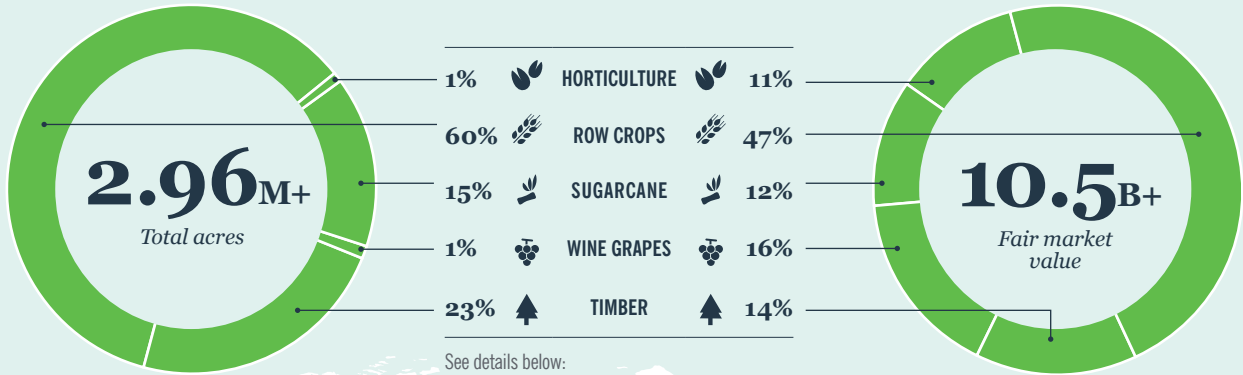 1% HORTICULTURE 11%
60% ROW CROPS 47%
2.96M+
Total acres
15% SUGARCANE 12%
10.5B+
Fair market
value
1% WINE GRAPES 16%
23% TIMBER 14%
See details below: